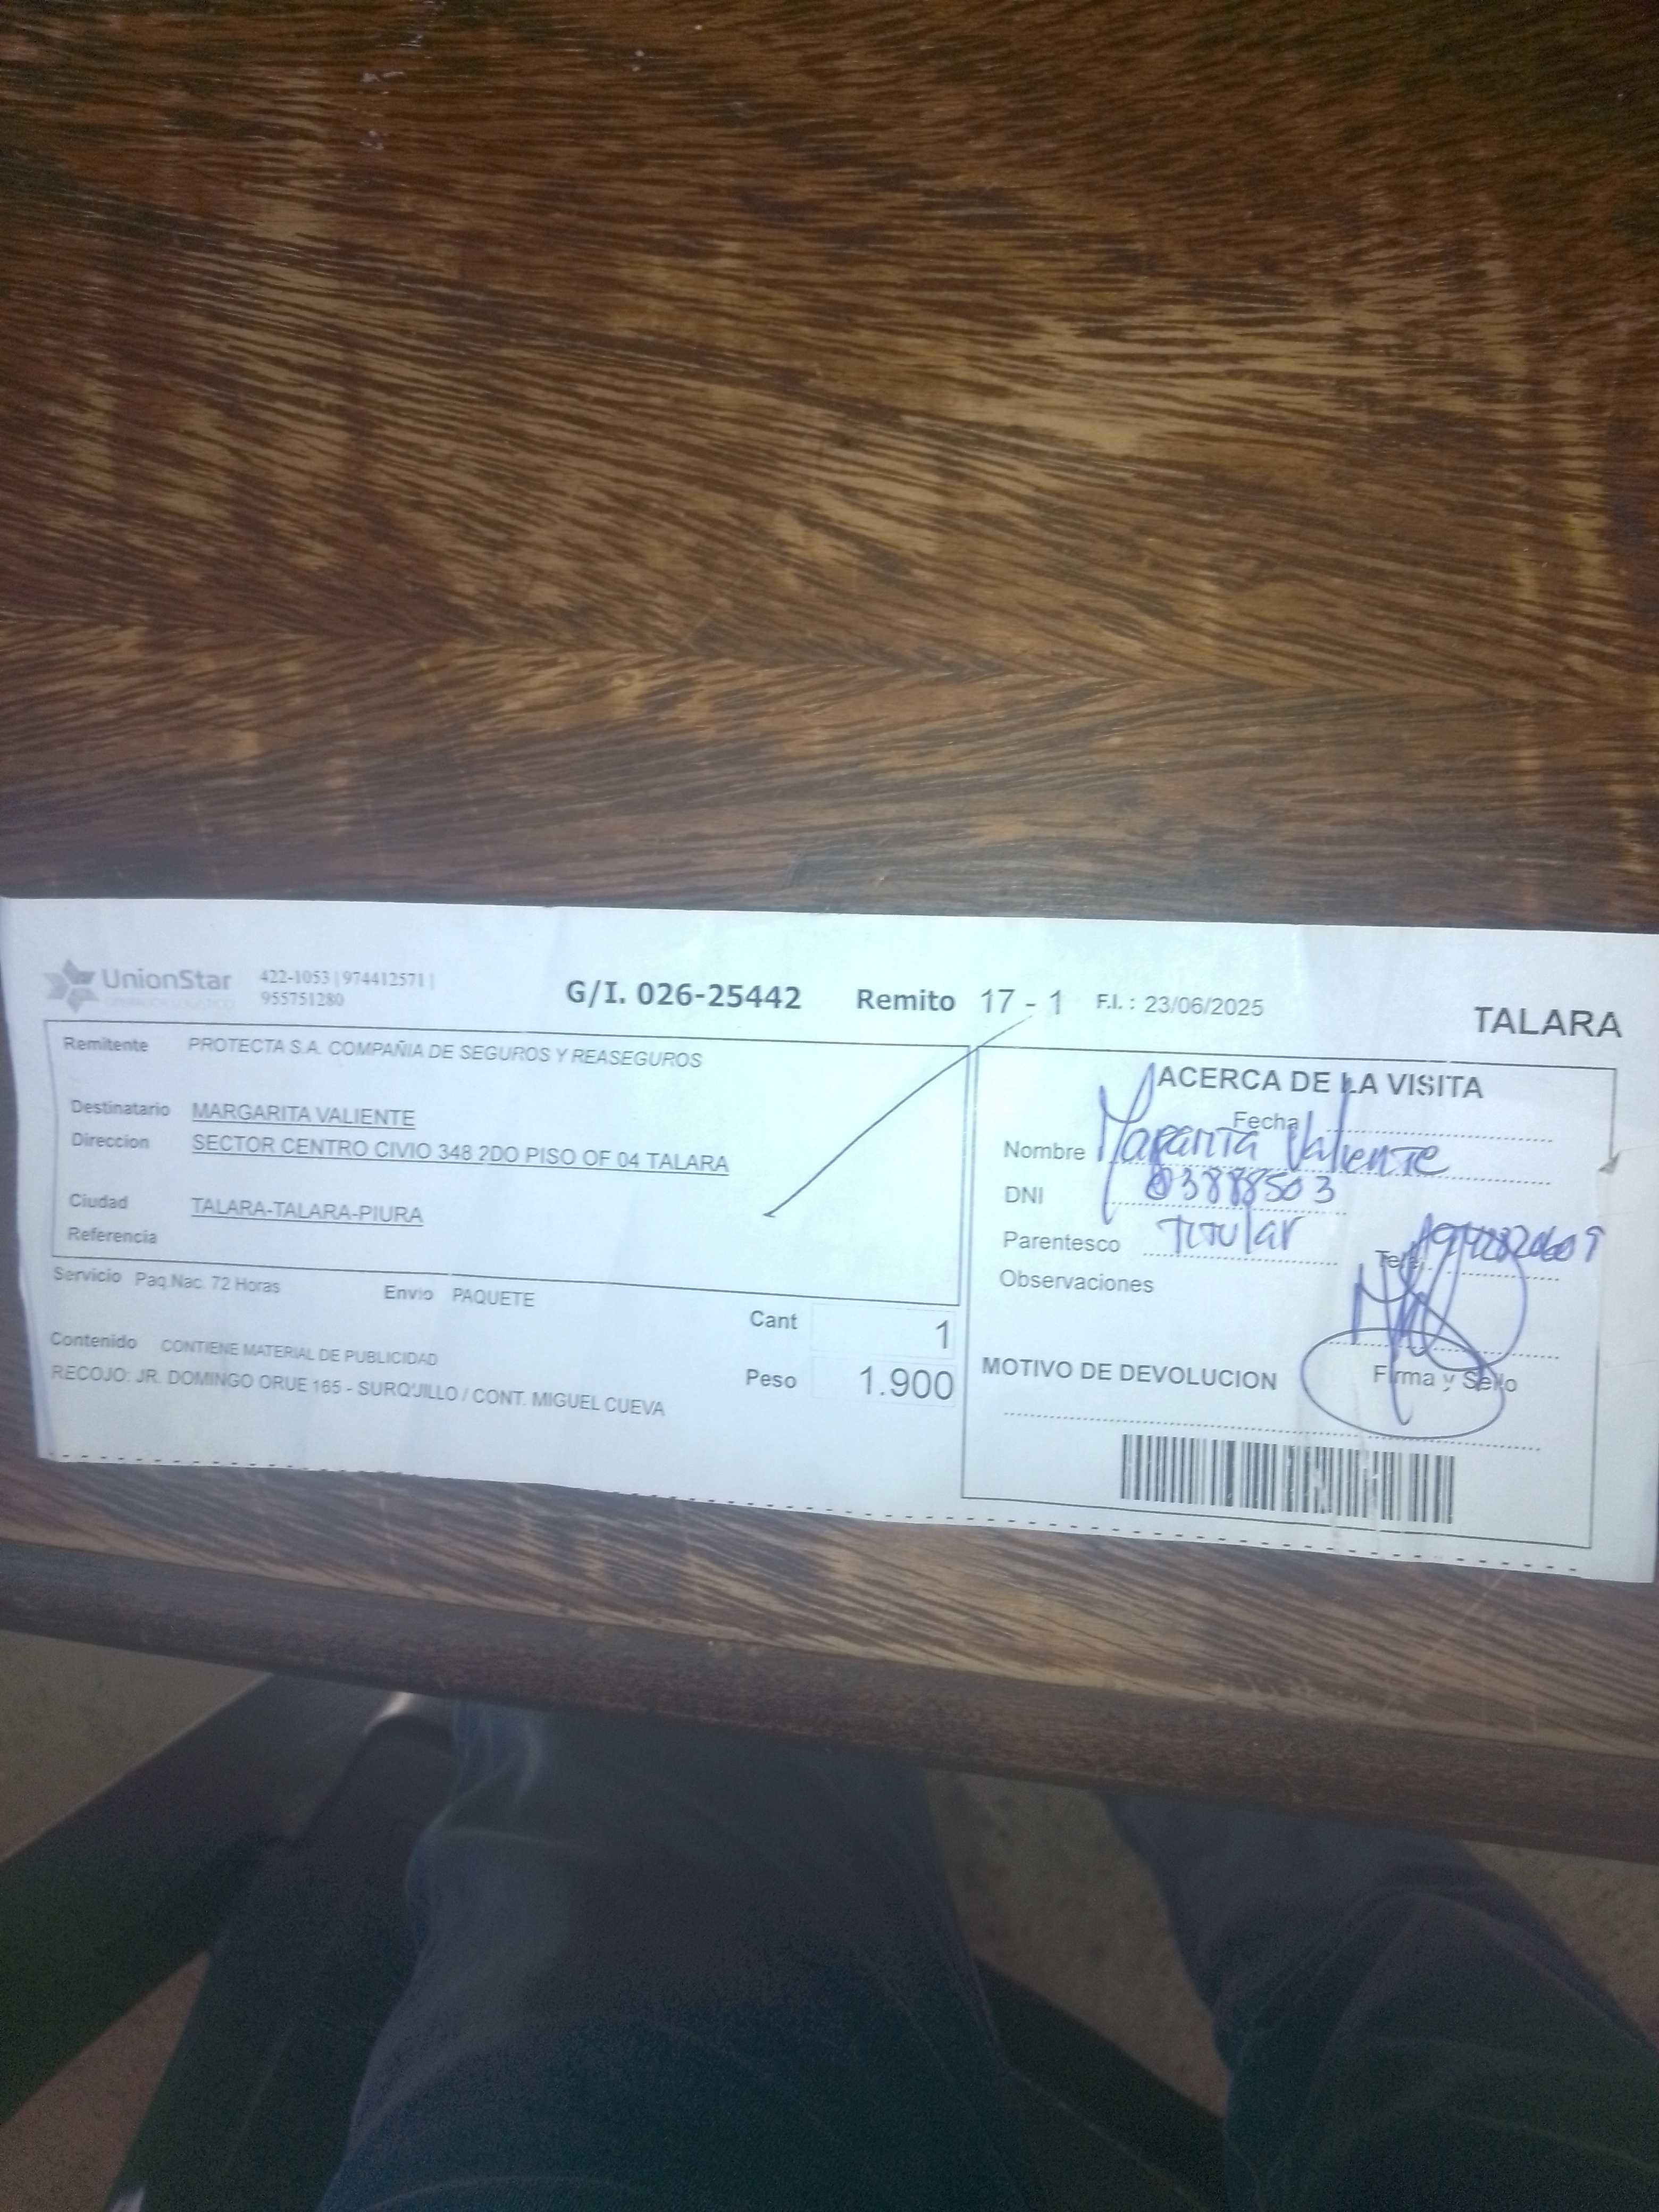 UnionStar 422-1053 | 974412571 |
955751280
G/I. 026-25442 Remito 17 - 1 F.I. : 23/06/2025 TALARA
Remitente PROTECTA S.A. COMPAÑIA DE SEGUROS Y REASEGUROS
Destinatario MARGARITA VALIENTE
Direccion SECTOR CENTRO CIVIO 348 2DO PISO OF 04 TALARA
Ciudad TALARA-TALARA-PIURA
Referencia
Servicio Paq.Nac. 72 Horas Envio PAQUETE
Cant 1
Contenido CONTIENE MATERIAL DE PUBLICIDAD
Peso 1.900
RECOJO: JR. DOMINGO ORUE 165 - SURQUILLO / CONT. MIGUEL CUEVA
ACERCA DE LA VISITA
Fecha
Nombre Margarita Valiente
DNI 03888503
Parentesco Titular
Observaciones
MOTIVO DE DEVOLUCION
Firma y Sello